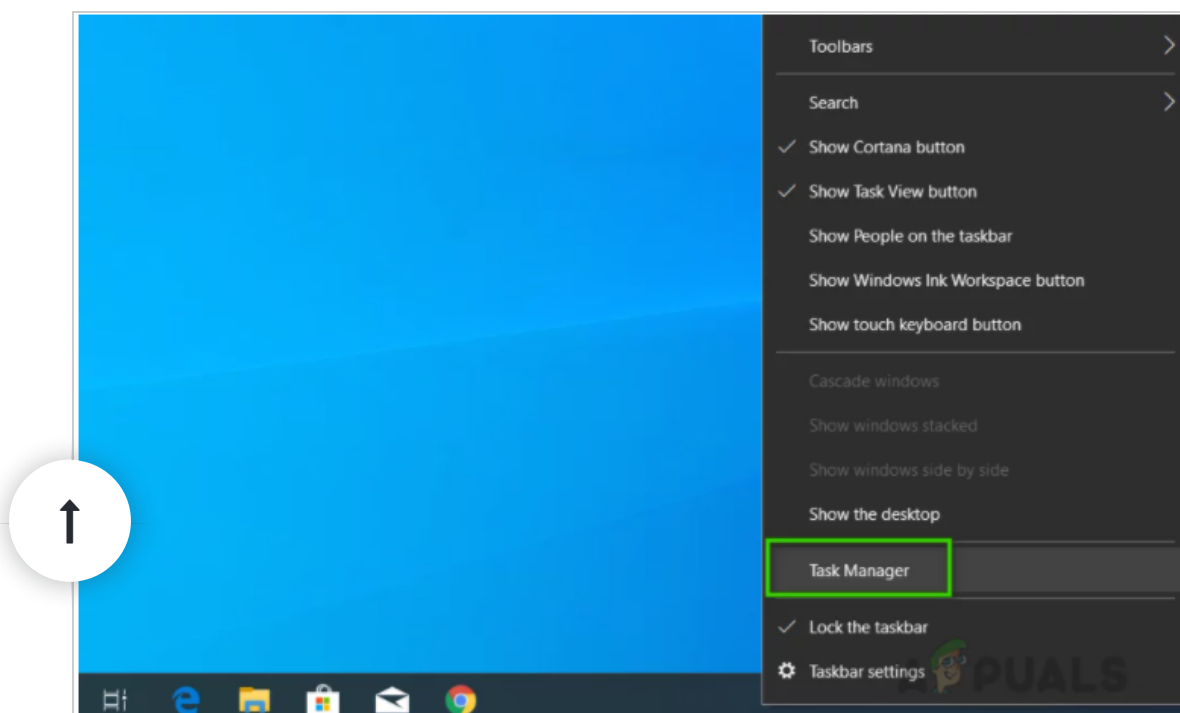 Toolbars
Search
Show Cortana button
Show Task View button
Show People on the taskbar
Show Windows Ink Workspace button
Show touch keyboard button
Cascade windows
Show windows stacked
Show windows side by side
Show the desktop
Task Manager
Lock the taskbar
Taskbar settings
A PUALS